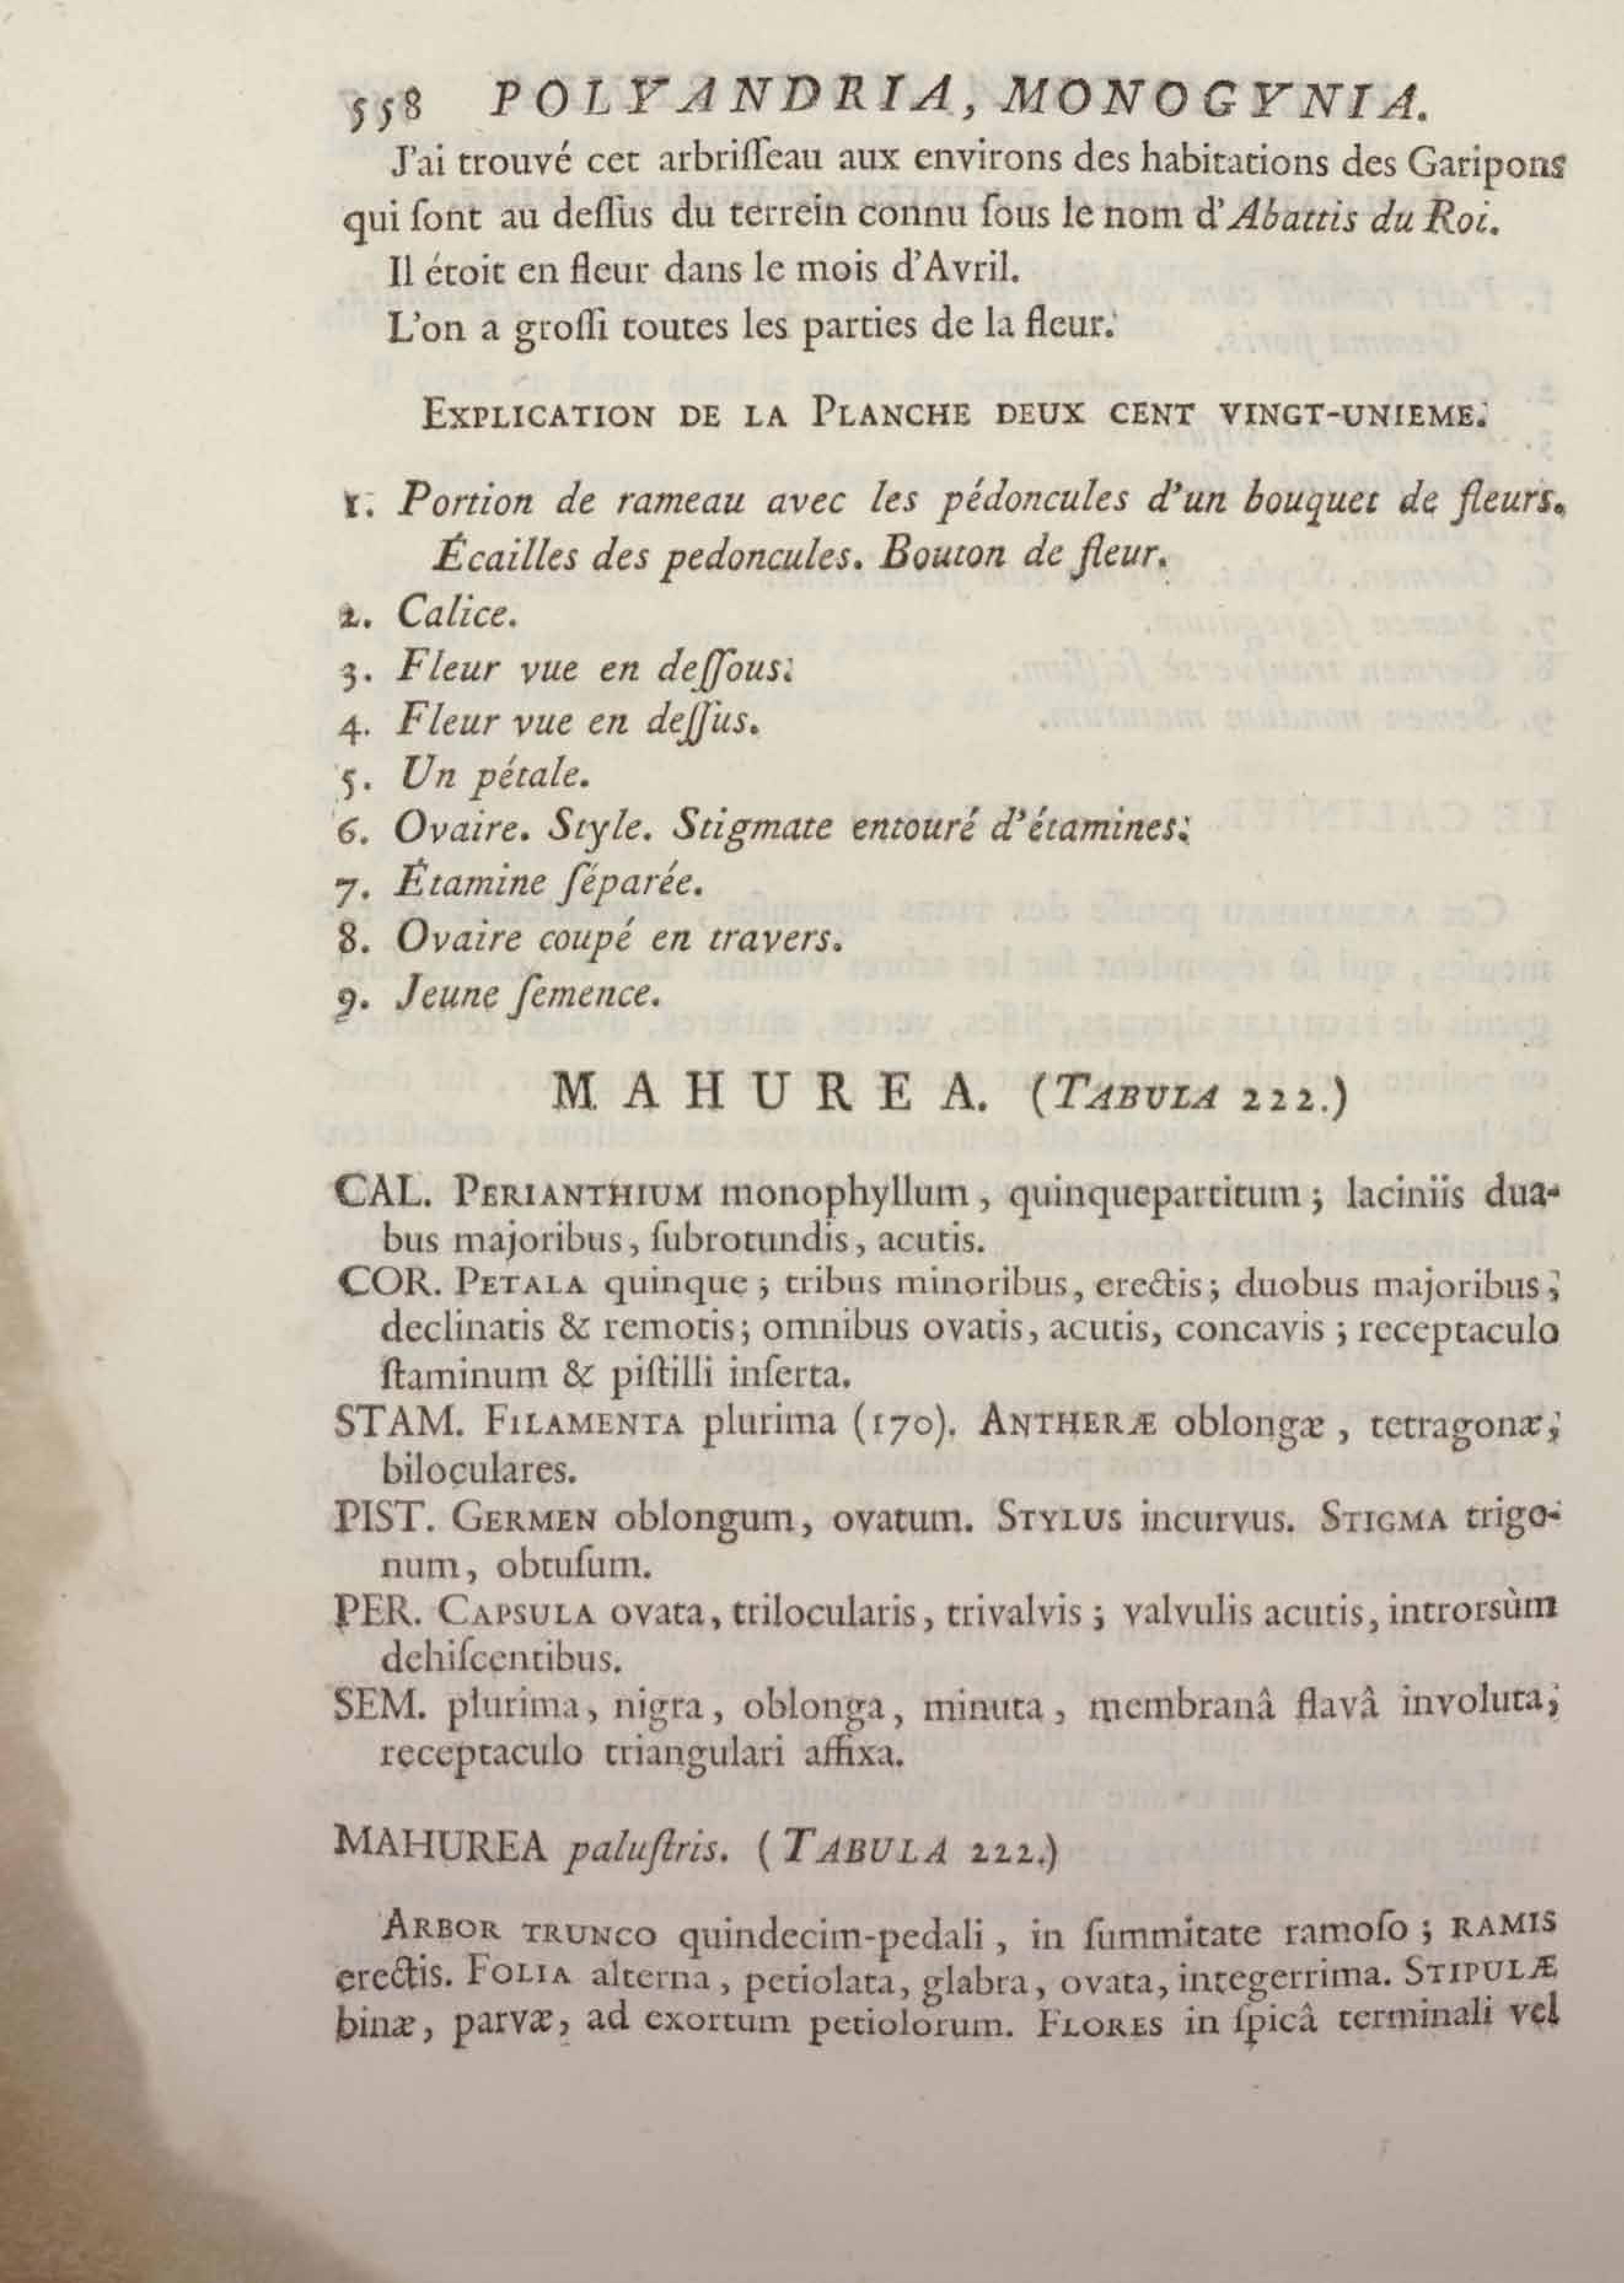 558 POLYANDRIA, MONOGYNIA.
J'ai trouvé cet arbriſſeau aux environs des habitations des Garipons
qui ſont au deſſus du terrein connu ſous le nom d'Abattis du Roi.
Il étoit en fleur dans le mois d'Avril.
L'on a groſſi toutes les parties de la fleur.
EXPLICATION DE LA PLANCHE DEUX CENT VINGT-UNIEME.
1. Portion de rameau avec les pédoncules d'un bouquet de fleurs.
Écailles des pedoncules. Bouton de fleur.
2. Calice.
3. Fleur vue en deſſous.
4. Fleur vue en deſſus.
5. Un pétale.
6. Ovaire. Style. Stigmate entouré d'étamines.
7. Étamine ſéparée.
8. Ovaire coupé en travers.
9. Jeune ſemence.
MAHUREA. (TABULA 222.)
CAL. PERIANTHIUM monophyllum, quinquepartitum; laciniis dua-
bus majoribus, ſubrotundis, acutis.
COR. PETALA quinque; tribus minoribus, erectis; duobus majoribus,
declinatis & remotis; omnibus ovatis, acutis, concavis; receptaculo
ſtaminum & piſtilli inſerta.
STAM. FILAMENTA plurima (170). ANTHERÆ oblongæ, tetragonæ,
biloculares.
PIST. GERMEN oblongum, ovatum. STYLUS incurvus. STIGMA trigo-
num, obtuſum.
PER. CAPSULA ovata, trilocularis, trivalvis; valvulis acutis, introrsùm
dehiſcentibus.
SEM. plurima, nigra, oblonga, minuta, membranâ flavâ involuta,
receptaculo triangulari affixa.
MAHUREA paluſtris. (TABULA 222.)
ARBOR TRUNCO quindecim-pedali, in ſummitate ramoſo; RAMIS
erectis. FOLIA alterna, petiolata, glabra, ovata, integerrima. STIPULÆ
binæ, parvæ, ad exortum petiolorum. FLORES in ſpicâ terminali vel